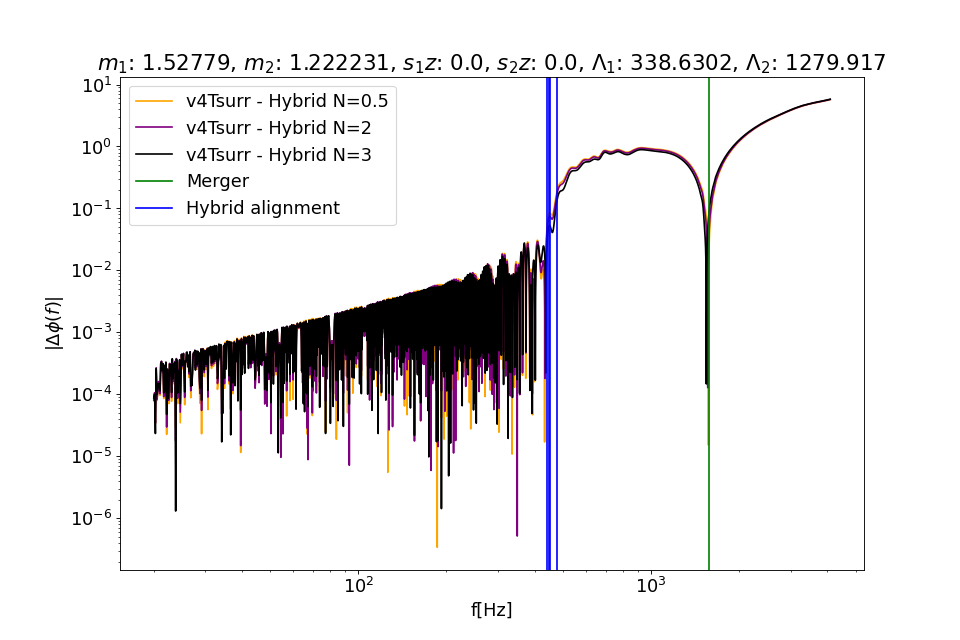 m₁: 1.52779, m₂: 1.222231, s₁z: 0.0, s₂z: 0.0, Λ₁: 338.6302, Λ₂: 1279.917
10¹
10⁰
10⁻¹
10⁻²
10⁻³
10⁻⁴
10⁻⁵
10⁻⁶
|Δϕ(f)|
v4Tsurr - Hybrid N=0.5
v4Tsurr - Hybrid N=2
v4Tsurr - Hybrid N=3
Merger
Hybrid alignment
10² 10³
f[Hz]